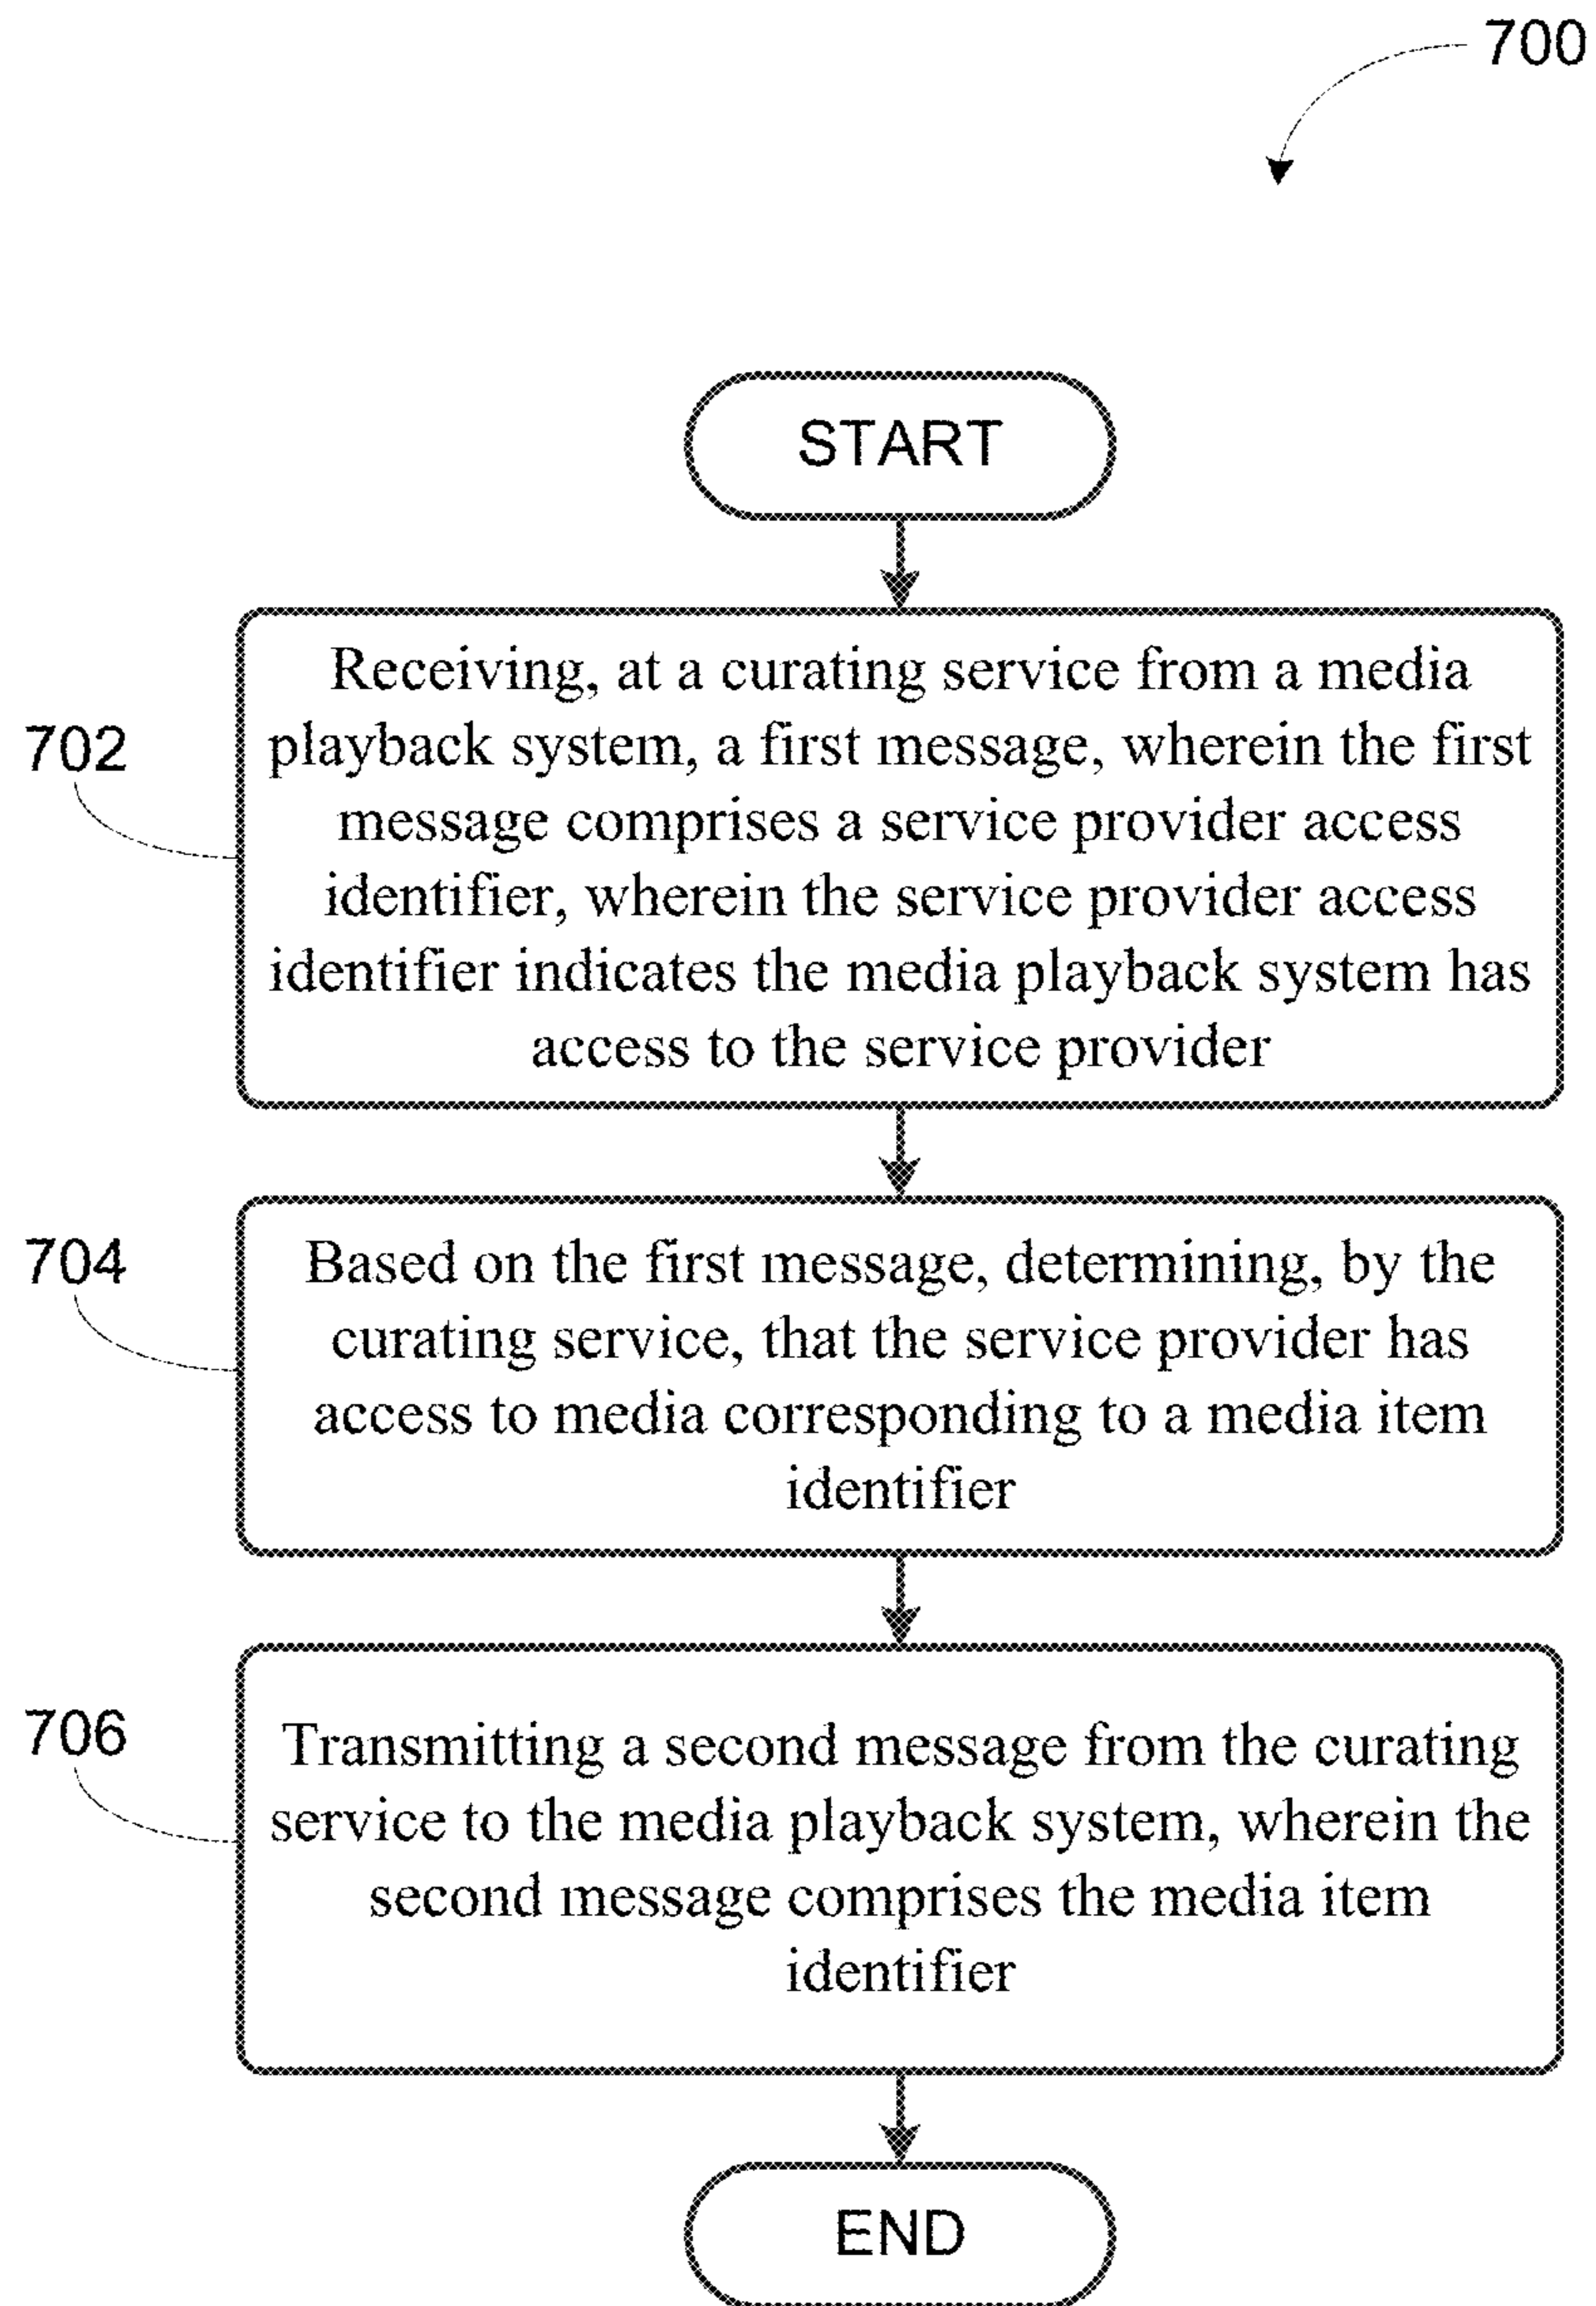 700
START
702
Receiving, at a curating service from a media
playback system, a first message, wherein the first
message comprises a service provider access
identifier, wherein the service provider access
identifier indicates the media playback system has
access to the service provider
704
Based on the first message, determining, by the
curating service, that the service provider has
access to media corresponding to a media item
identifier
706
Transmitting a second message from the curating
service to the media playback system, wherein the
second message comprises the media item
identifier
END